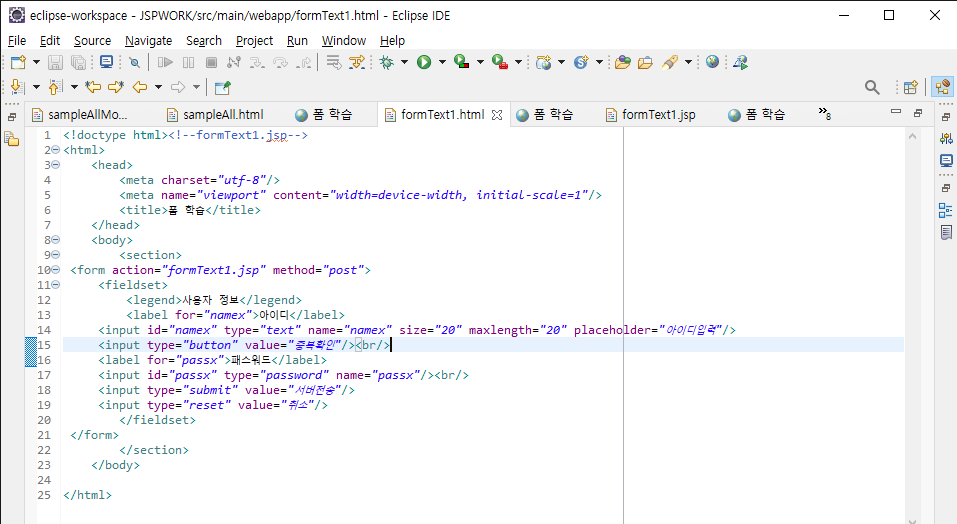 eclipse-workspace - JSPWORK/src/main/webapp/formText1.html - Eclipse IDE
File Edit Source Navigate Search Project Run Window Help
sampleAllMo... sampleAll.html 폼 학습 formText1.html 폼 학습 formText1.jsp 폼 학습 »8
1 <!doctype html><!--formText1.jsp-->
2 <html>
3 <head>
4 <meta charset="utf-8"/>
5 <meta name="viewport" content="width=device-width, initial-scale=1"/>
6 <title>폼 학습</title>
7 </head>
8 <body>
9 <section>
10 <form action="formText1.jsp" method="post">
11 <fieldset>
12 <legend>사용자 정보</legend>
13 <label for="namex">아이디</label>
14 <input id="namex" type="text" name="namex" size="20" maxlength="20" placeholder="아이디입력"/>
15 <input type="button" value="중복확인"/><br/>
16 <label for="passx">패스워드</label>
17 <input id="passx" type="password" name="passx"/><br/>
18 <input type="submit" value="서버전송"/>
19 <input type="reset" value="취소"/>
20 </fieldset>
21 </form>
22 </section>
23 </body>
24
25 </html>